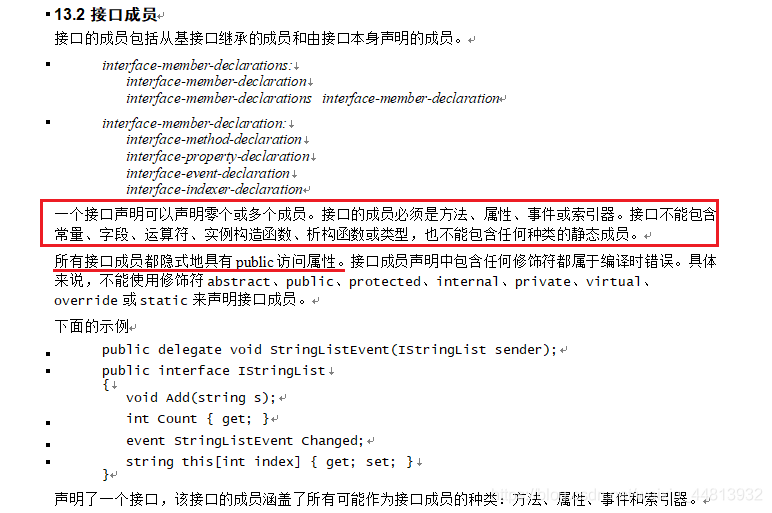 13.2 接口成员
接口的成员包括从基接口继承的成员和由接口本身声明的成员。
interface-member-declarations:
interface-member-declaration
interface-member-declarations interface-member-declaration
interface-member-declaration:
interface-method-declaration
interface-property-declaration
interface-event-declaration
interface-indexer-declaration
一个接口声明可以声明零个或多个成员。接口的成员必须是方法、属性、事件或索引器。接口不能包含
常量、字段、运算符、实例构造函数、析构函数或类型，也不能包含任何种类的静态成员。
所有接口成员都隐式地具有 public 访问属性。接口成员声明中包含任何修饰符都属于编译时错误。具体
来说，不能使用修饰符 abstract、public、protected、internal、private、virtual、
override 或 static 来声明接口成员。
下面的示例
public delegate void StringListEvent(IStringList sender);
public interface IStringList
{
void Add(string s);
int Count { get; }
event StringListEvent Changed;
string this[int index] { get; set; }
}
声明了一个接口，该接口的成员涵盖了所有可能作为接口成员的种类：方法、属性、事件和索引器。